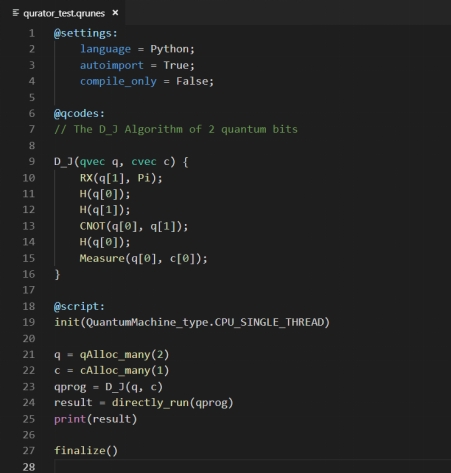 qurator_test.qrunes ×
1 @settings:
2 language = Python;
3 autoimport = True;
4 compile_only = False;
5
6 @qcodes:
7 // The D_J Algorithm of 2 quantum bits
8
9 D_J(qvec q, cvec c) {
10 RX(q[1], Pi);
11 H(q[0]);
12 H(q[1]);
13 CNOT(q[0], q[1]);
14 H(q[0]);
15 Measure(q[0], c[0]);
16 }
17
18 @script:
19 init(QuantumMachine_type.CPU_SINGLE_THREAD)
20
21 q = qAlloc_many(2)
22 c = cAlloc_many(1)
23 qprog = D_J(q, c)
24 result = directly_run(qprog)
25 print(result)
26
27 finalize()
28